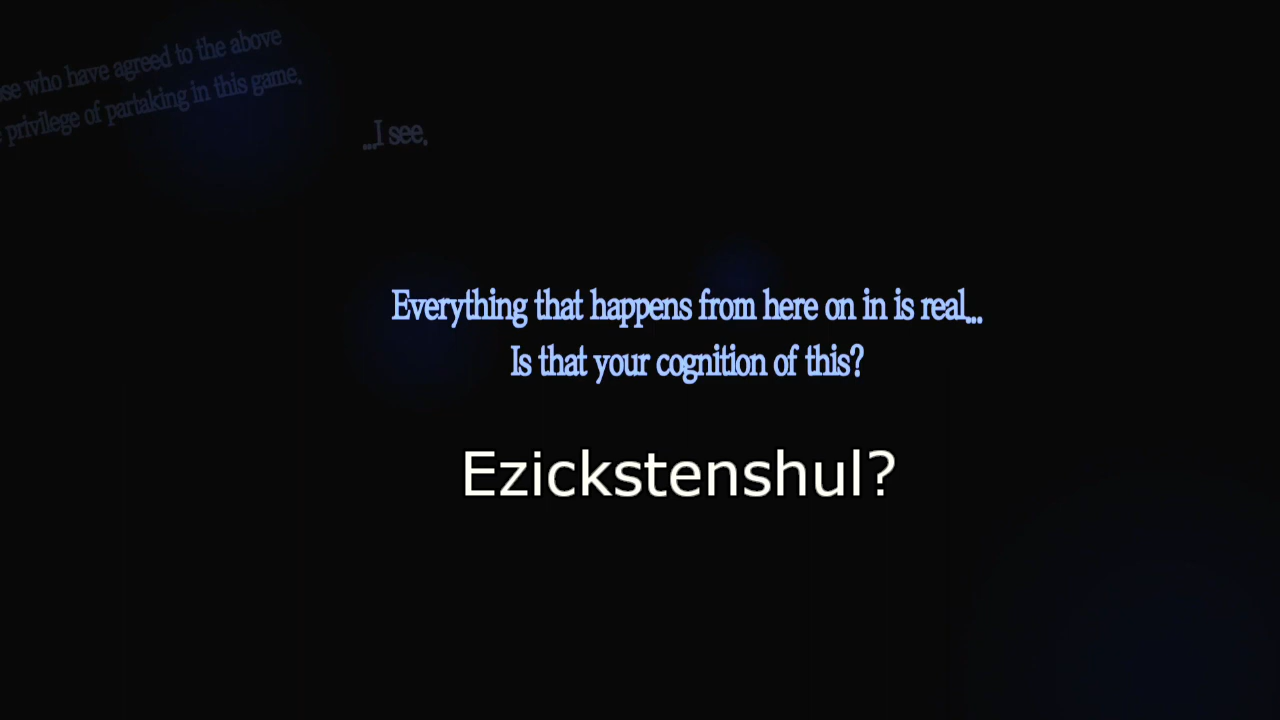 who have agreed to the above
privilege of partaking in this game.
...I see.
Everything that happens from here on in is real...
Is that your cognition of this?
Ezickstenshul?